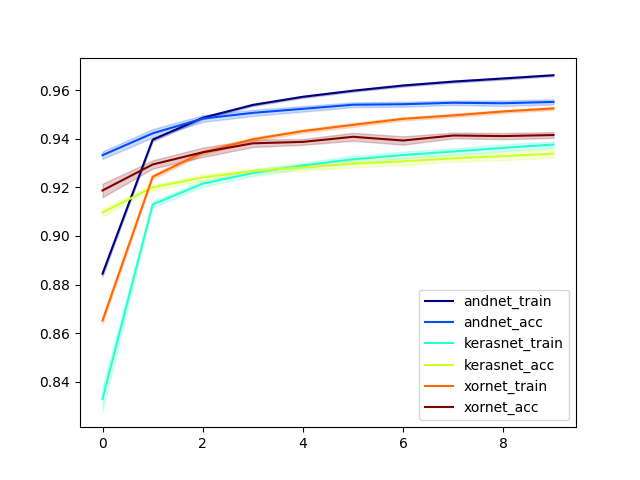 0.96
0.94
0.92
0.90
0.88
0.86
0.84
0
2
4
6
8
andnet_train
andnet_acc
kerasnet_train
kerasnet_acc
xornet_train
xornet_acc